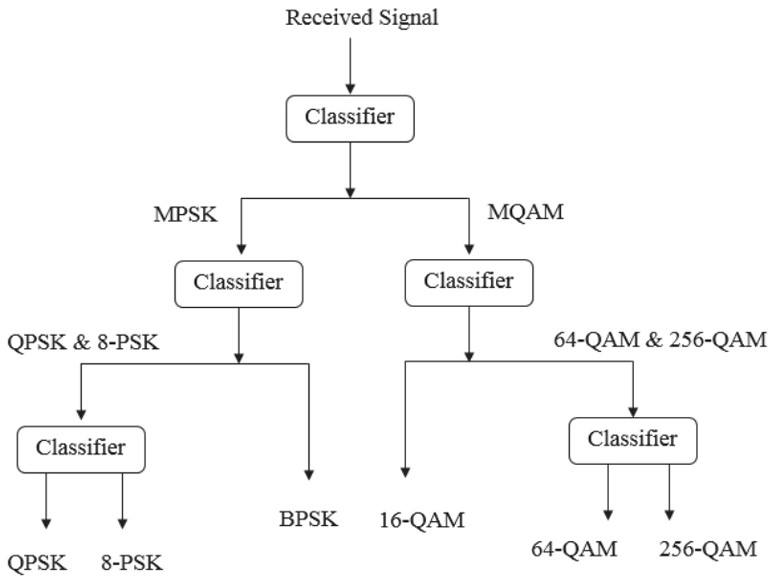 Received Signal
Classifier
MPSK
MQAM
Classifier
Classifier
QPSK & 8-PSK
64-QAM & 256-QAM
Classifier
Classifier
BPSK
16-QAM
QPSK
8-PSK
64-QAM
256-QAM